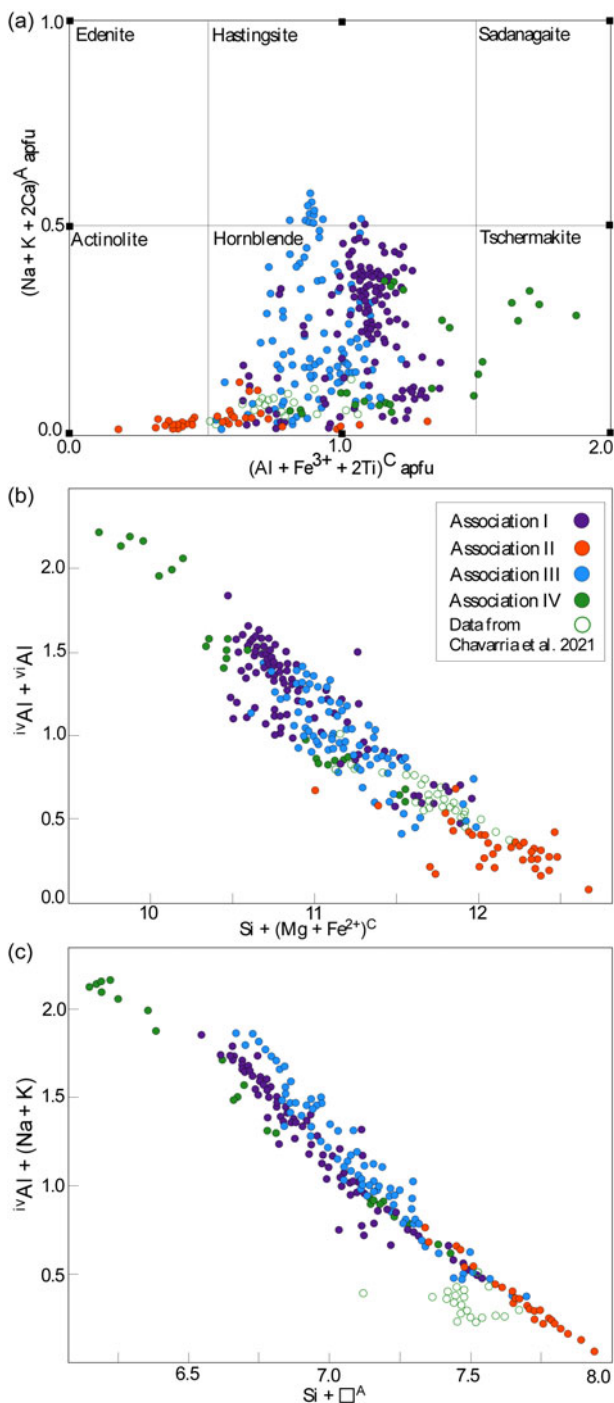 (a)
Edenite Hastingsite Sadanagaite
1.0
(Na + K + 2Ca)ᴬ apfu
0.5
Actinolite Hornblende Tschermakite
0.0
0.0 1.0 2.0
(Al + Fe³⁺ + 2Ti)ᶜ apfu
(b)
Association I
Association II
Association III
Association IV
Data from
Chavarria et al. 2021
2.0
1.5
1.0
0.5
0.0
ⁱᵛAl + ᵛⁱAl
10 11 12
Si + (Mg + Fe²⁺)ᶜ
(c)
2.0
1.5
1.0
0.5
ⁱᵛAl + (Na + K)
6.5 7.0 7.5 8.0
Si + □ᴬ